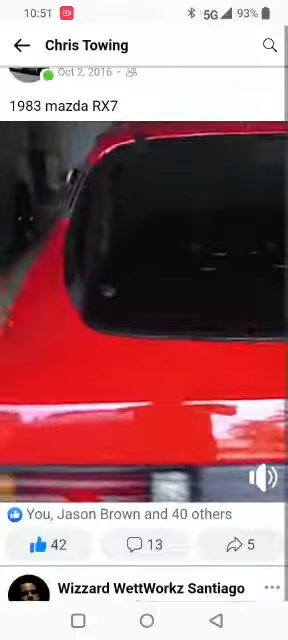 10:51 5G 93%
Chris Towing
Oct 2, 2016 ·
1983 mazda RX7
You, Jason Brown and 40 others
42 13 5
Wizzard WettWorkz Santiago